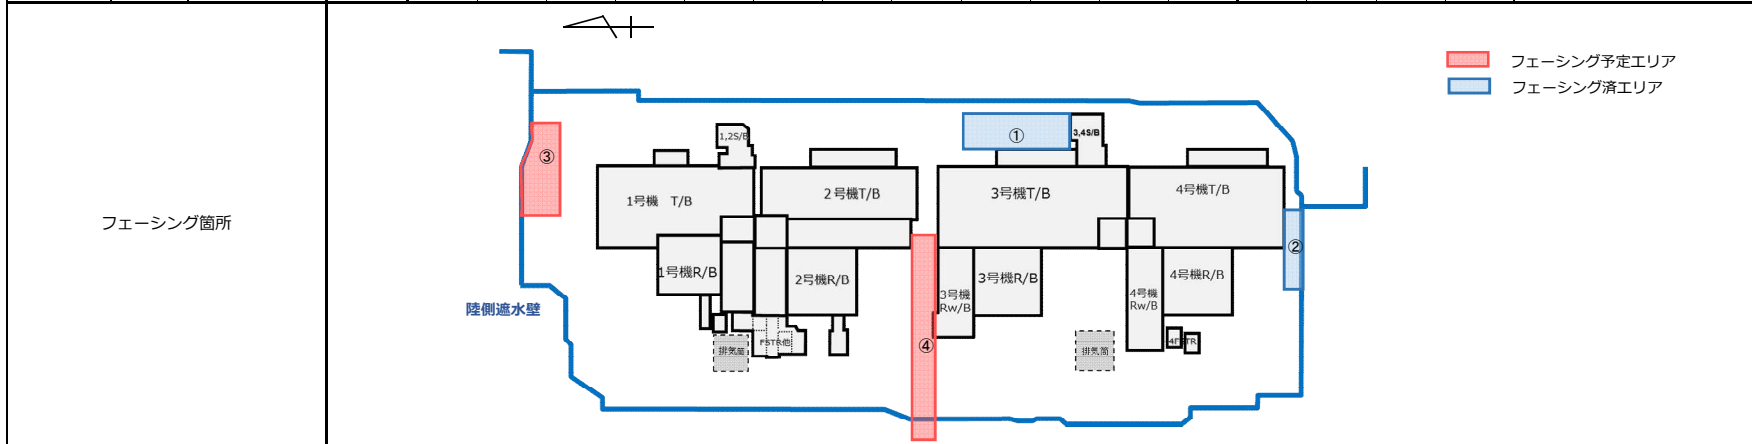 フェーシング箇所
フェーシング予定エリア
フェーシング済エリア
①
3,4S/B
1,2S/B
③
1号機 T/B
2号機T/B
3号機T/B
4号機T/B
②
1号機R/B
2号機R/B
3号機R/B
4号機R/B
3号機
Rw/B
4号機
Rw/B
陸側遮水壁
FSTR他
④
排気筒
排気筒